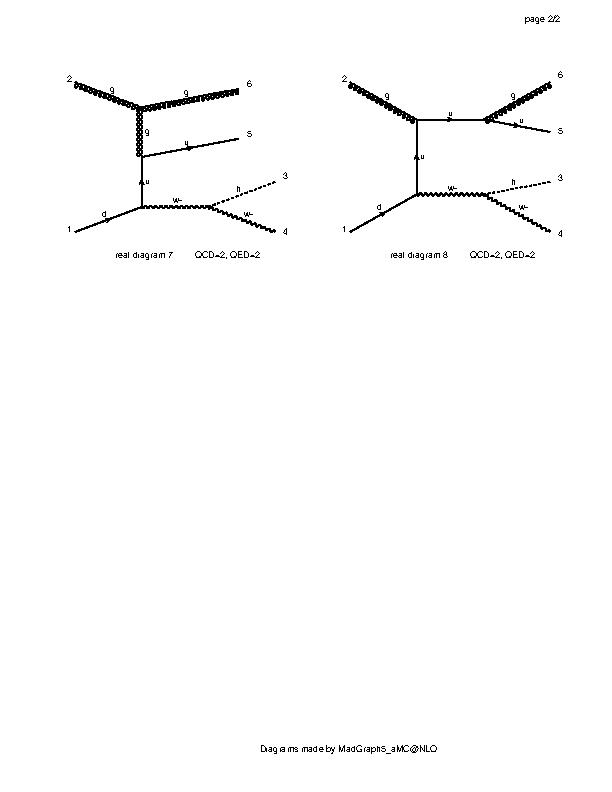 page 2/2
2 g g 6
g
u 5
u
h 3
d w- w-
1 4
real diagram 7 QCD=2, QED=2
2 g g 6
u u 5
u
h 3
d w- w-
1 4
real diagram 8 QCD=2, QED=2
Diagrams made by MadGraph5_aMC@NLO